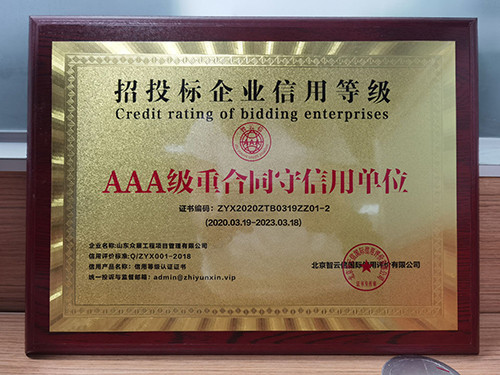 招投标企业信用等级
Credit rating of bidding enterprises
AAA级重合同守信用单位
证书编码：ZYX2020ZTB0319ZZ01-2
(2020.03.19-2023.03.18)
企业名称:山东众晟工程项目管理有限公司
信用评价标准:Q/ZYX001-2018
信用产品名称：信用等级认证证书
统一投诉与监督邮箱：admin@zhiyunxin.vip
北京智云信国际信用评价有限公司